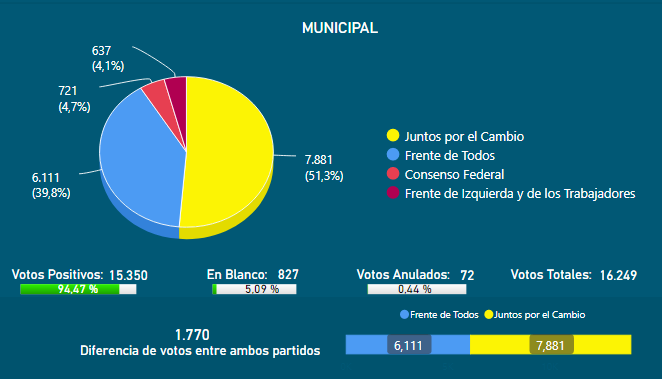 MUNICIPAL
637
(4,1%)
721
(4,7%)
6.111
(39,8%)
7.881
(51,3%)
Juntos por el Cambio
Frente de Todos
Consenso Federal
Frente de Izquierda y de los Trabajadores
Votos Positivos: 15.350
94,47 %
En Blanco: 827
5,09 %
Votos Anulados: 72
0,44 %
Votos Totales: 16.249
1.770
Diferencia de votos entre ambos partidos
Frente de Todos Juntos por el Cambio
6,111 7,881